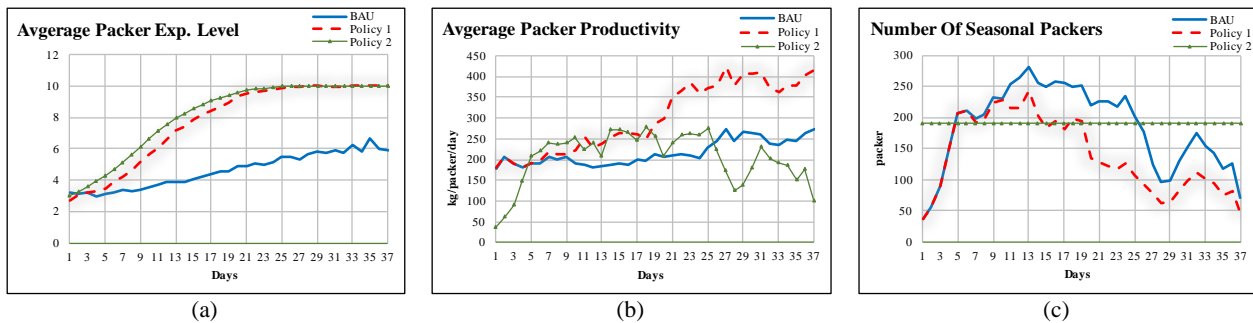 Avgerage Packer Exp. Level
BAU
Policy 1
Policy 2
12
10
8
6
4
2
0
1 3 5 7 9 11 13 15 17 19 21 23 25 27 29 31 33 35 37
Days
(a)
Avgerage Packer Productivity
BAU
Policy 1
Policy 2
kg/packer/day
450
400
350
300
250
200
150
100
50
0
1 3 5 7 9 11 13 15 17 19 21 23 25 27 29 31 33 35 37
Days
(b)
Number Of Seasonal Packers
BAU
Policy 1
Policy 2
packer
300
250
200
150
100
50
0
1 3 5 7 9 11 13 15 17 19 21 23 25 27 29 31 33 35 37
Days
(c)